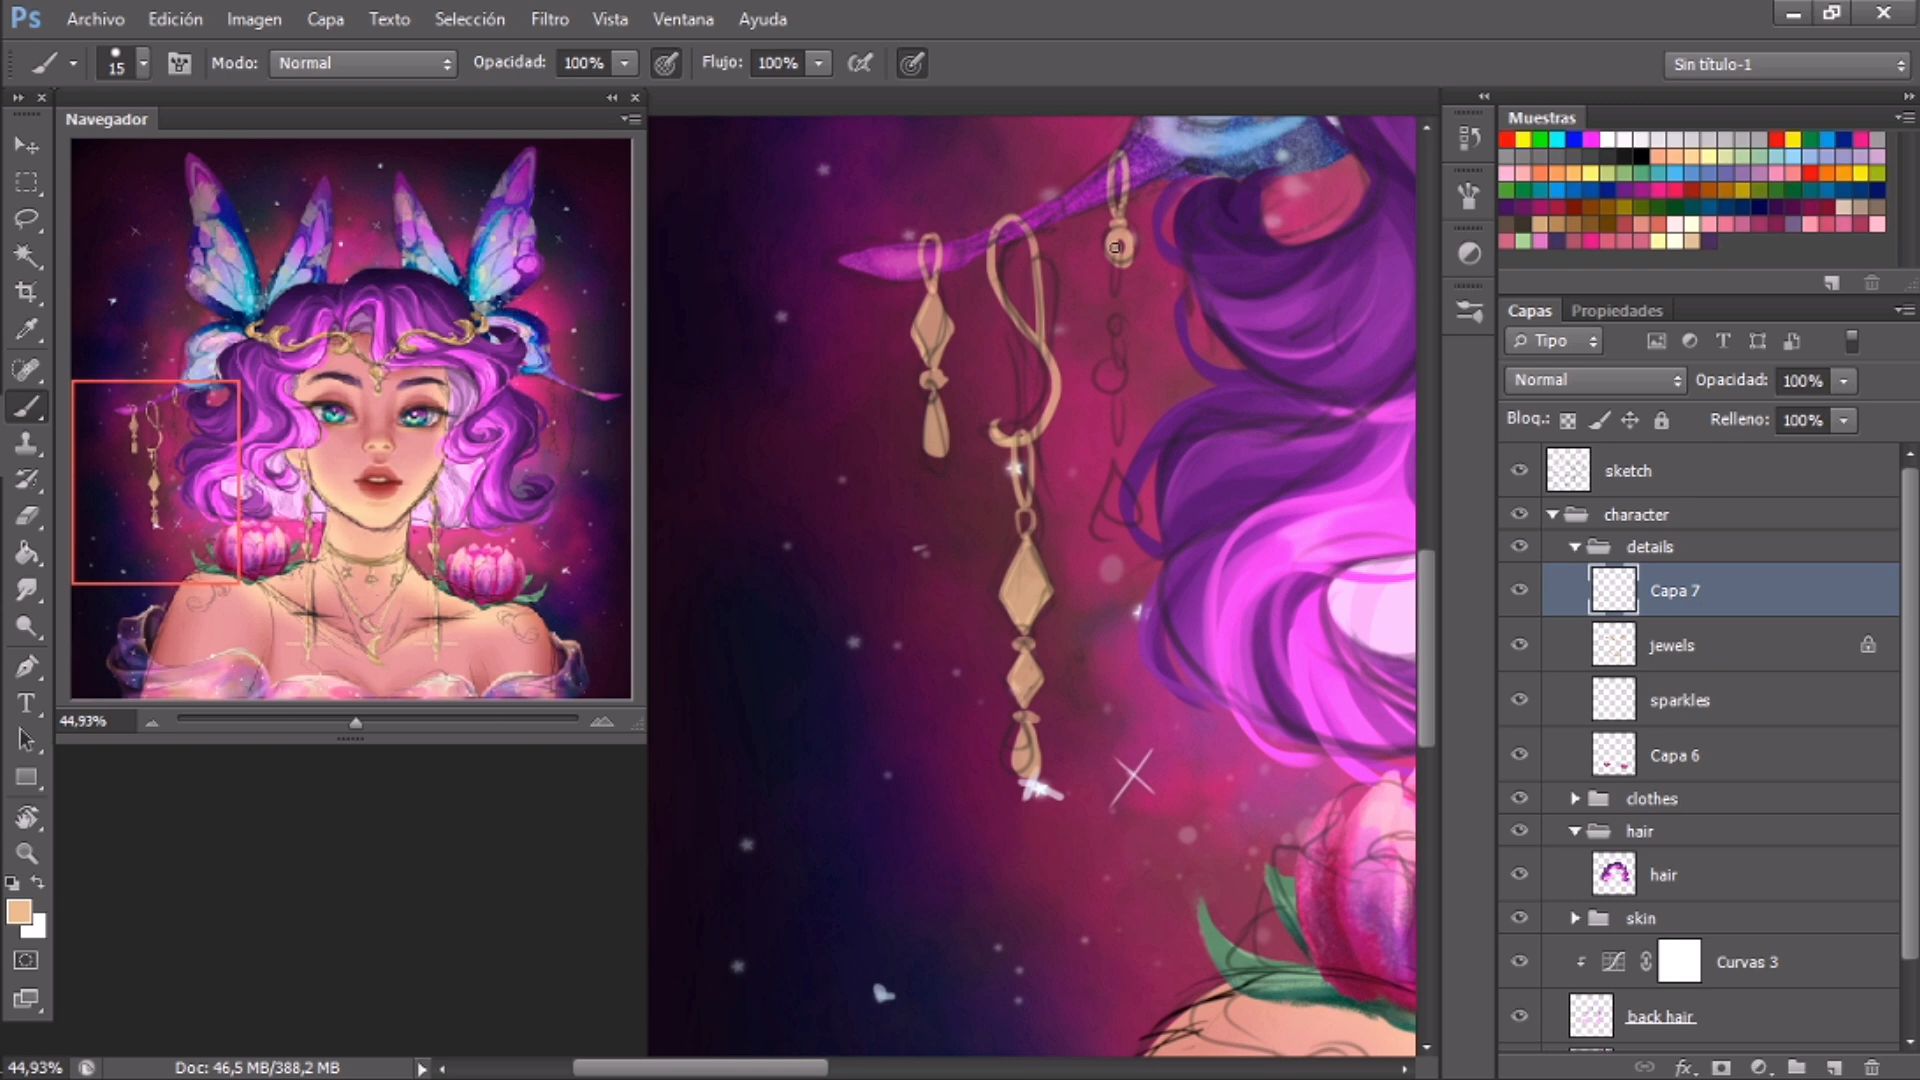 Ps Archivo Edición Imagen Capa Texto Selección Filtro Vista Ventana Ayuda
15 Modo: Normal Opacidad: 100% Flujo: 100% Sin título-1
Navegador
Muestras
Capas Propiedades
Tipo
Normal Opacidad: 100%
Bloq.: Relleno: 100%
sketch
character
details
Capa 7
jewels
sparkles
Capa 6
clothes
hair
hair
skin
Curvas 3
back hair
44,93%
44,93% Doc: 46,5 MB/388,2 MB